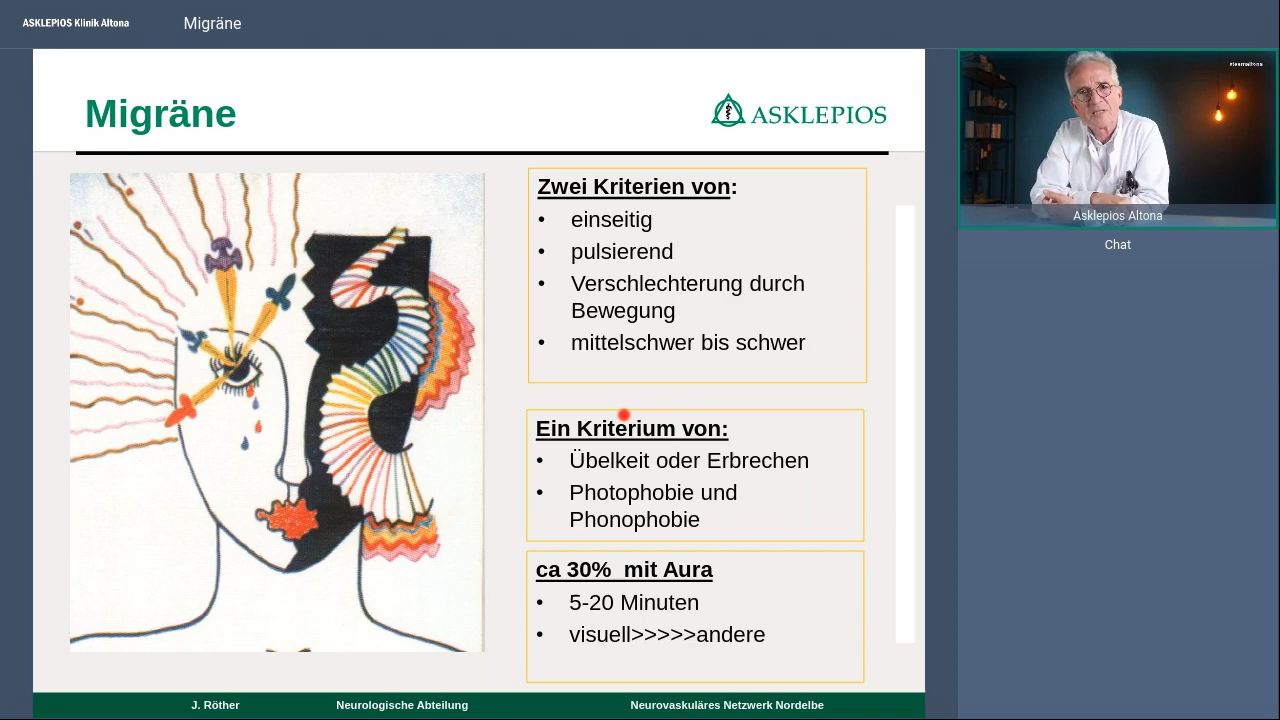 ASKLEPIOS Klinik Altona
Migräne
Migräne
ASKLEPIOS
Zwei Kriterien von:
• einseitig
• pulsierend
• Verschlechterung durch
Bewegung
• mittelschwer bis schwer
Ein Kriterium von:
• Übelkeit oder Erbrechen
• Photophobie und
Phonophobie
ca 30% mit Aura
• 5-20 Minuten
• visuell>>>>>andere
J. Röther
Neurologische Abteilung
Neurovaskuläres Netzwerk Nordelbe
#teamaltona
Asklepios Altona
Chat